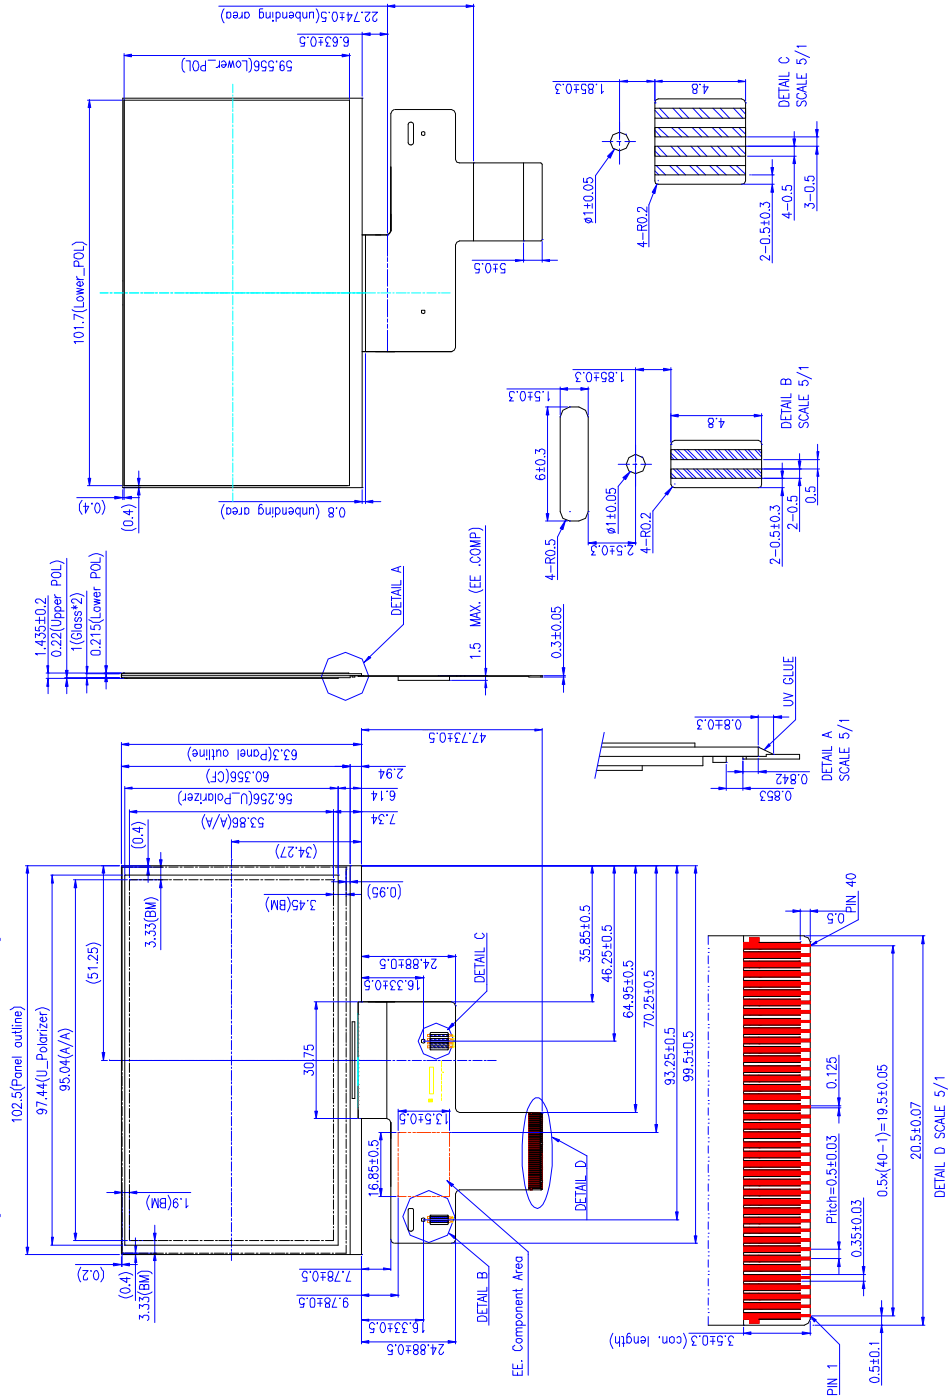 22.74±0.5(unbending area)
6.63±0.5
59.556(Lower_POL)
101.7(Lower_POL)
5±0.5
0.8 (unbending area)
(0.4)
(0.4)
1.85±0.3
4.8
ø1±0.05
4-R0.2
2-0.5±0.3
4-0.5
3-0.5
DETAIL C
SCALE 5/1
1.5±0.3
6±0.3
4-R0.5
2.5±0.3
1.85±0.3
4.8
ø1±0.05
4-R0.2
2-0.5±0.3
2-0.5
0.5
DETAIL B
SCALE 5/1
1.435±0.2
0.22(Upper POL)
1(Glass*2)
0.215(Lower POL)
DETAIL A
1.5 MAX. (EE .COMP)
0.3±0.05
0.8±0.3
UV GLUE
0.842
0.853
DETAIL A
SCALE 5/1
102.5(Panel outline)
97.44(U_Polarizer)
95.04(A/A)
(51.25)
63.3(Panel outline)
60.356(CF)
56.256(U_Polarizer)
53.86(A/A)
(34.27)
2.94
6.14
7.34
47.73±0.5
(0.4)
3.33(BM)
3.45(BM)
(0.95)
1.9(BM)
(0.2)
(0.4)
3.33(BM)
24.88±0.5
16.33±0.5
DETAIL C
30.75
13.5±0.5
16.85±0.5
35.85±0.5
46.25±0.5
64.95±0.5
70.25±0.5
93.25±0.5
99.5±0.5
7.78±0.5
9.78±0.5
16.33±0.5
24.88±0.5
DETAIL B
DETAIL D
EE. Component Area
PIN 40
0.5
0.125
Pitch=0.5±0.03
0.35±0.03
0.5x(40-1)=19.5±0.05
20.5±0.07
3.5±0.3(con. length)
PIN 1
0.5±0.1
DETAIL D SCALE 5/1